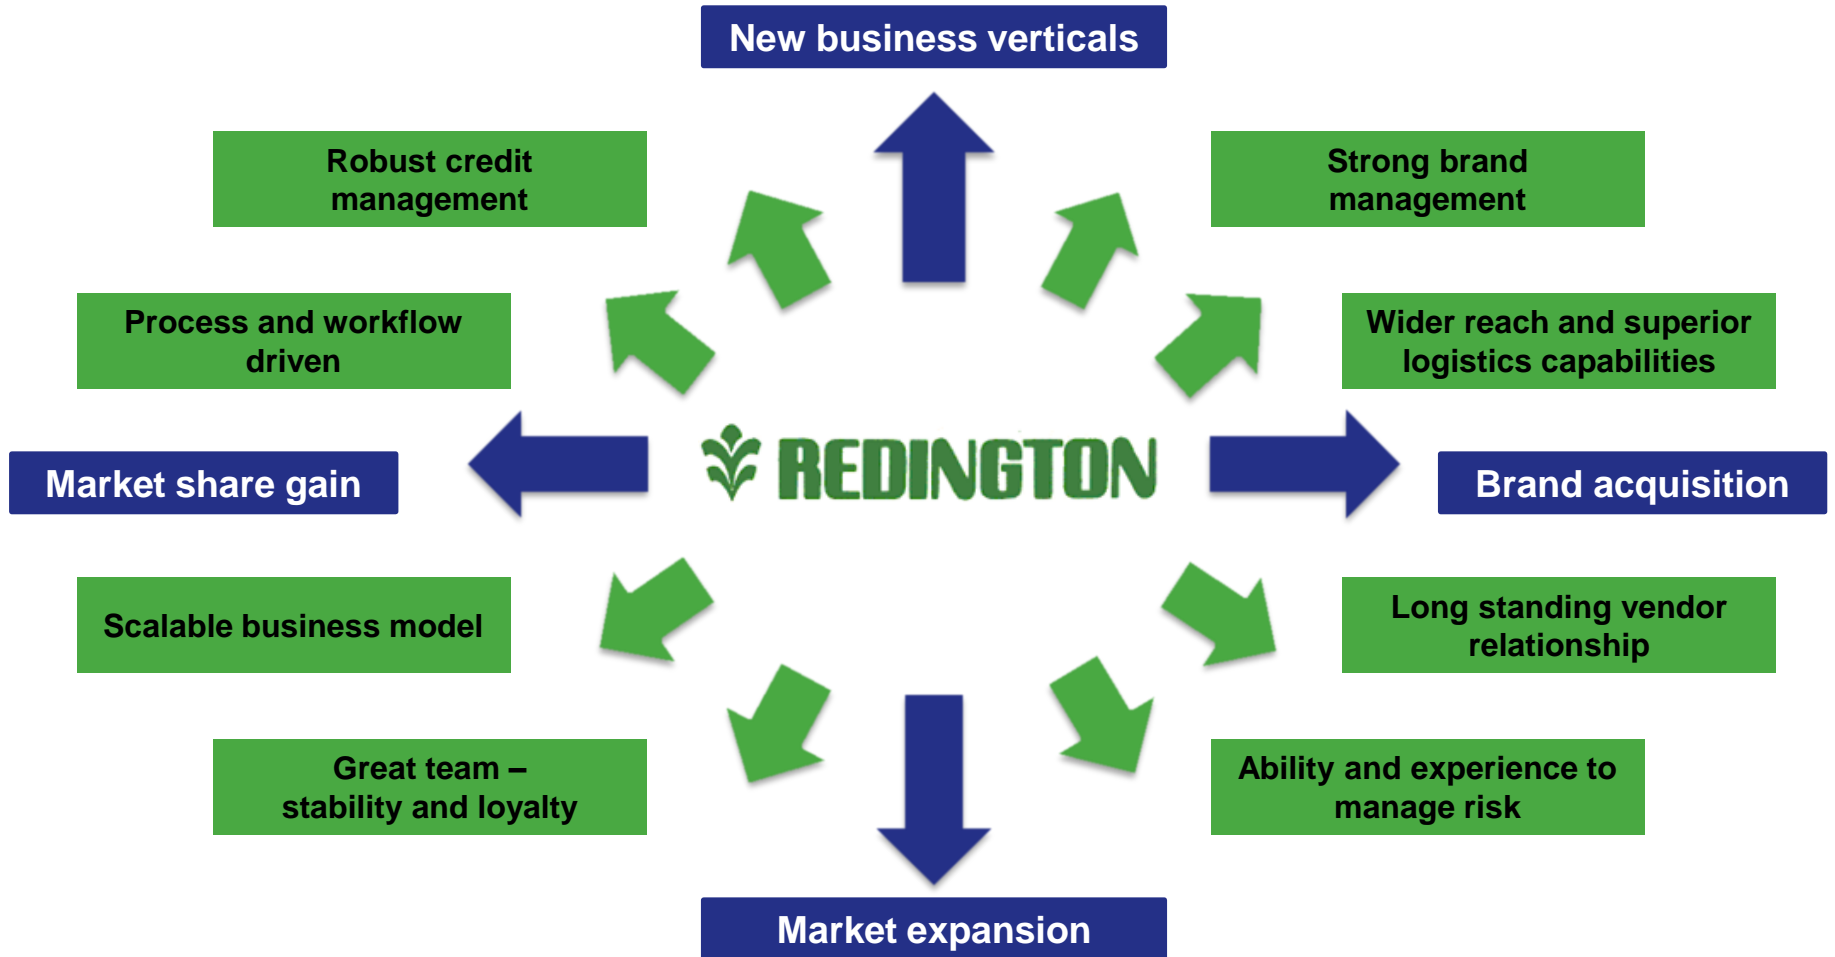 New business verticals
Robust credit
management
Strong brand
management
Process and workflow
driven
Wider reach and superior
logistics capabilities
Market share gain
REDINGTON
Brand acquisition
Scalable business model
Long standing vendor
relationship
Great team –
stability and loyalty
Ability and experience to
manage risk
Market expansion